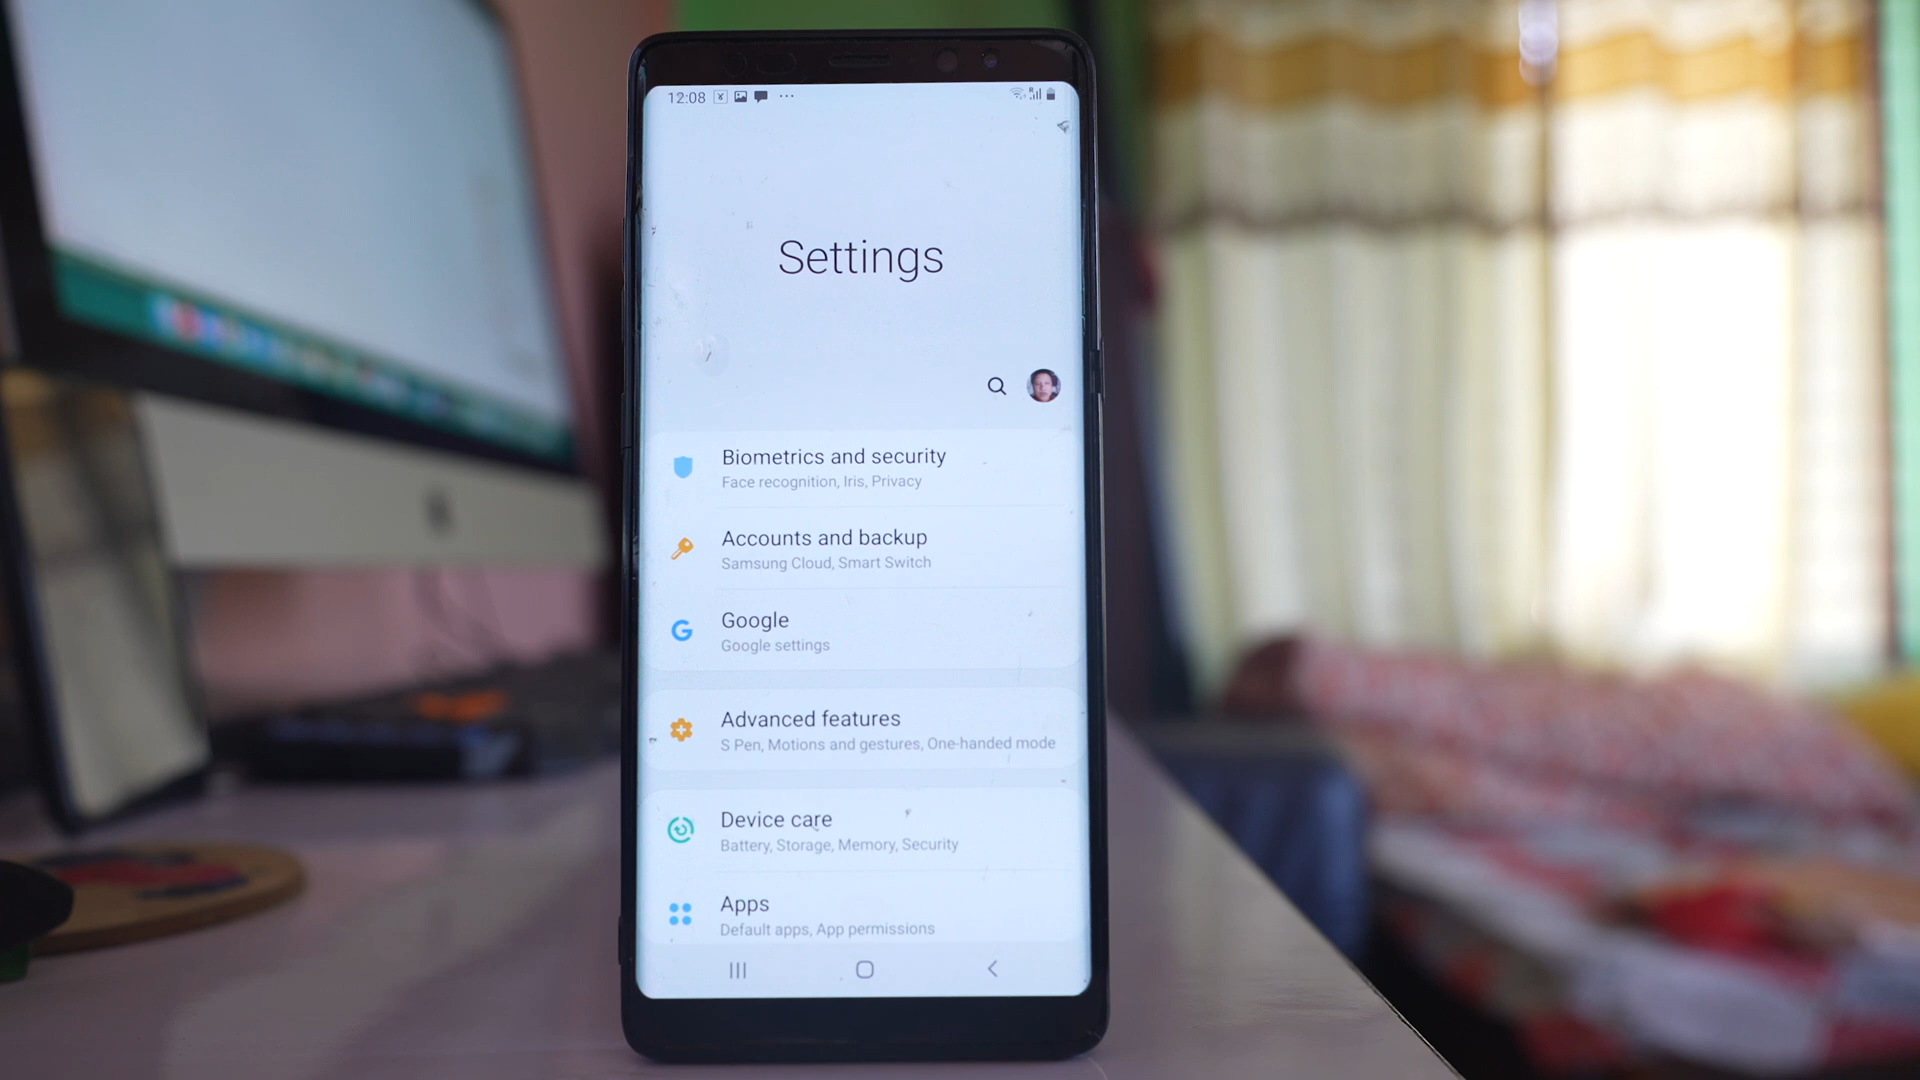 12:08
Settings
Biometrics and security
Face recognition, Iris, Privacy
Accounts and backup
Samsung Cloud, Smart Switch
Google
Google settings
Advanced features
S Pen, Motions and gestures, One-handed mode
Device care
Battery, Storage, Memory, Security
Apps
Default apps, App permissions